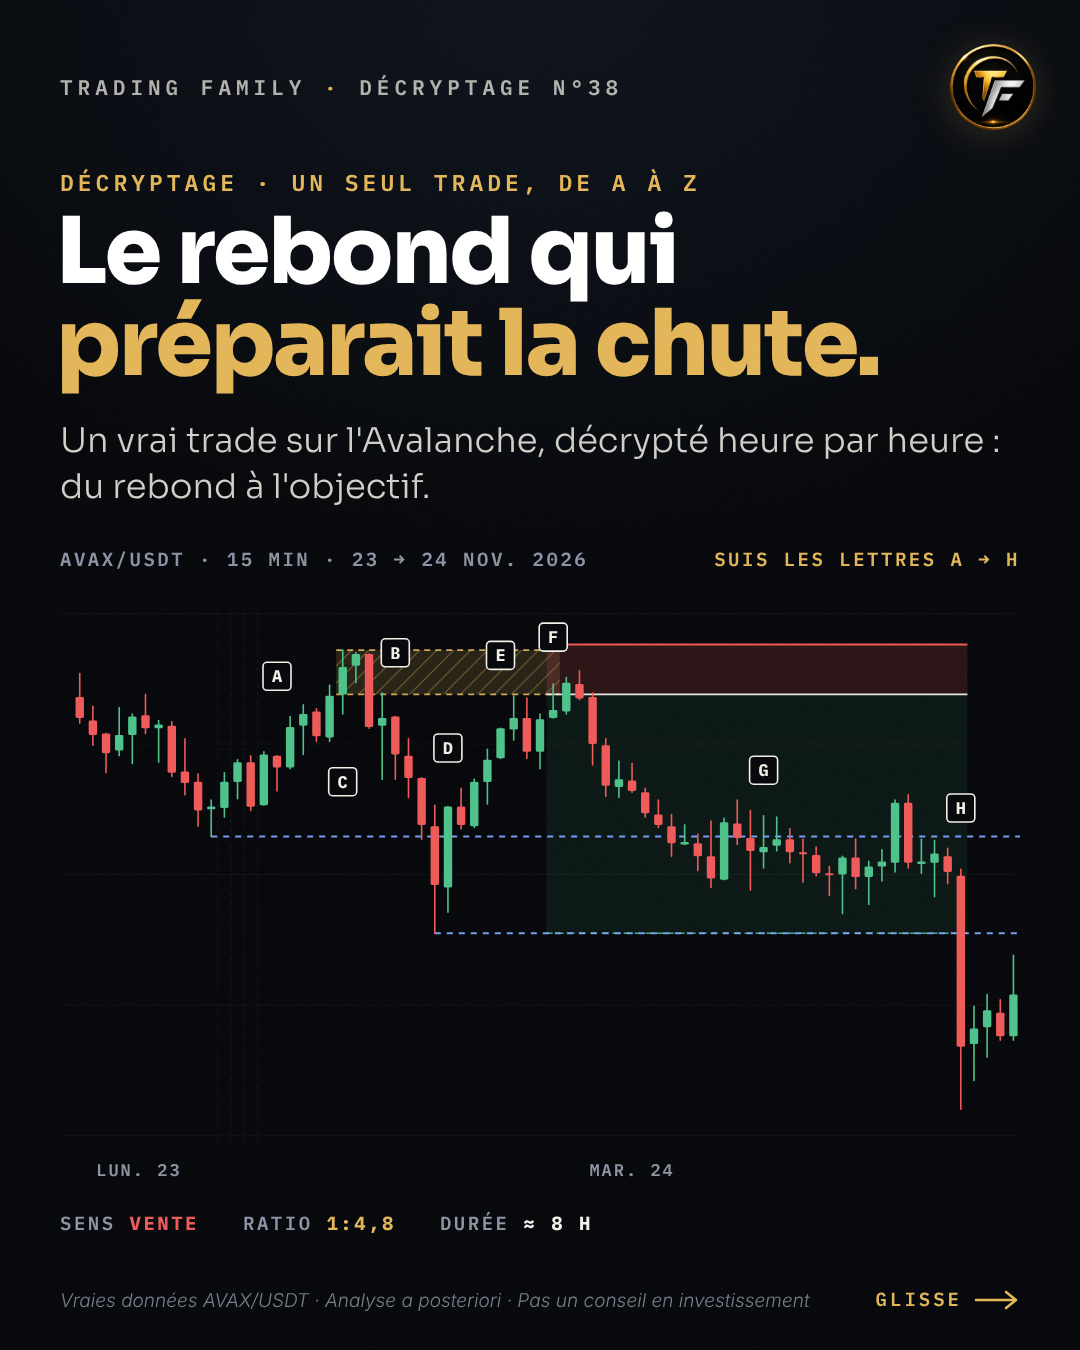 TRADING FAMILY · DÉCRYPTAGE N°38
TF
DÉCRYPTAGE · UN SEUL TRADE, DE A À Z
Le rebond qui
préparait la chute.
Un vrai trade sur l'Avalanche, décrypté heure par heure :
du rebond à l'objectif.
AVAX/USDT · 15 MIN · 23 → 24 NOV. 2026
SUIS LES LETTRES A → H
A
B
C
D
E
F
G
H
LUN. 23
MAR. 24
SENS VENTE
RATIO 1:4,8
DURÉE ≈ 8 H
Vraies données AVAX/USDT · Analyse a posteriori · Pas un conseil en investissement
GLISSE →